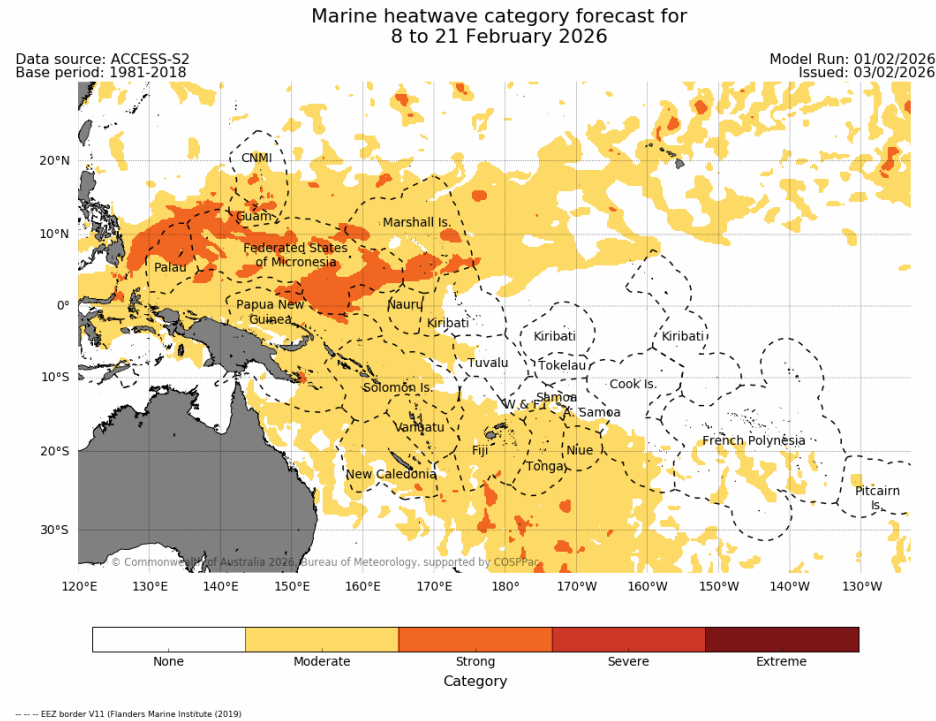 Marine heatwave category forecast for
8 to 21 February 2026
Data source: ACCESS-S2
Base period: 1981-2018
Model Run: 01/02/2026
Issued: 03/02/2026
20°N
10°N
0°
10°S
20°S
30°S
CNMI
Guam
Marshall Is.
Federated States
of Micronesia
Palau
Papua New
Guinea
Nauru
Kiribati
Kiribati
Kiribati
Tuvalu
Tokelau
Cook Is.
Solomon Is.
Samoa
W & F
A. Samoa
Vanuatu
Fiji
Niue
French Polynesia
Tonga
New Caledonia
Pitcairn
Is.
© Commonwealth of Australia 2026, Bureau of Meteorology, supported by COSPPac
120°E 130°E 140°E 150°E 160°E 170°E 180° 170°W 160°W 150°W 140°W 130°W
None Moderate Strong Severe Extreme
Category
-- -- -- EEZ border V11 (Flanders Marine Institute (2019)